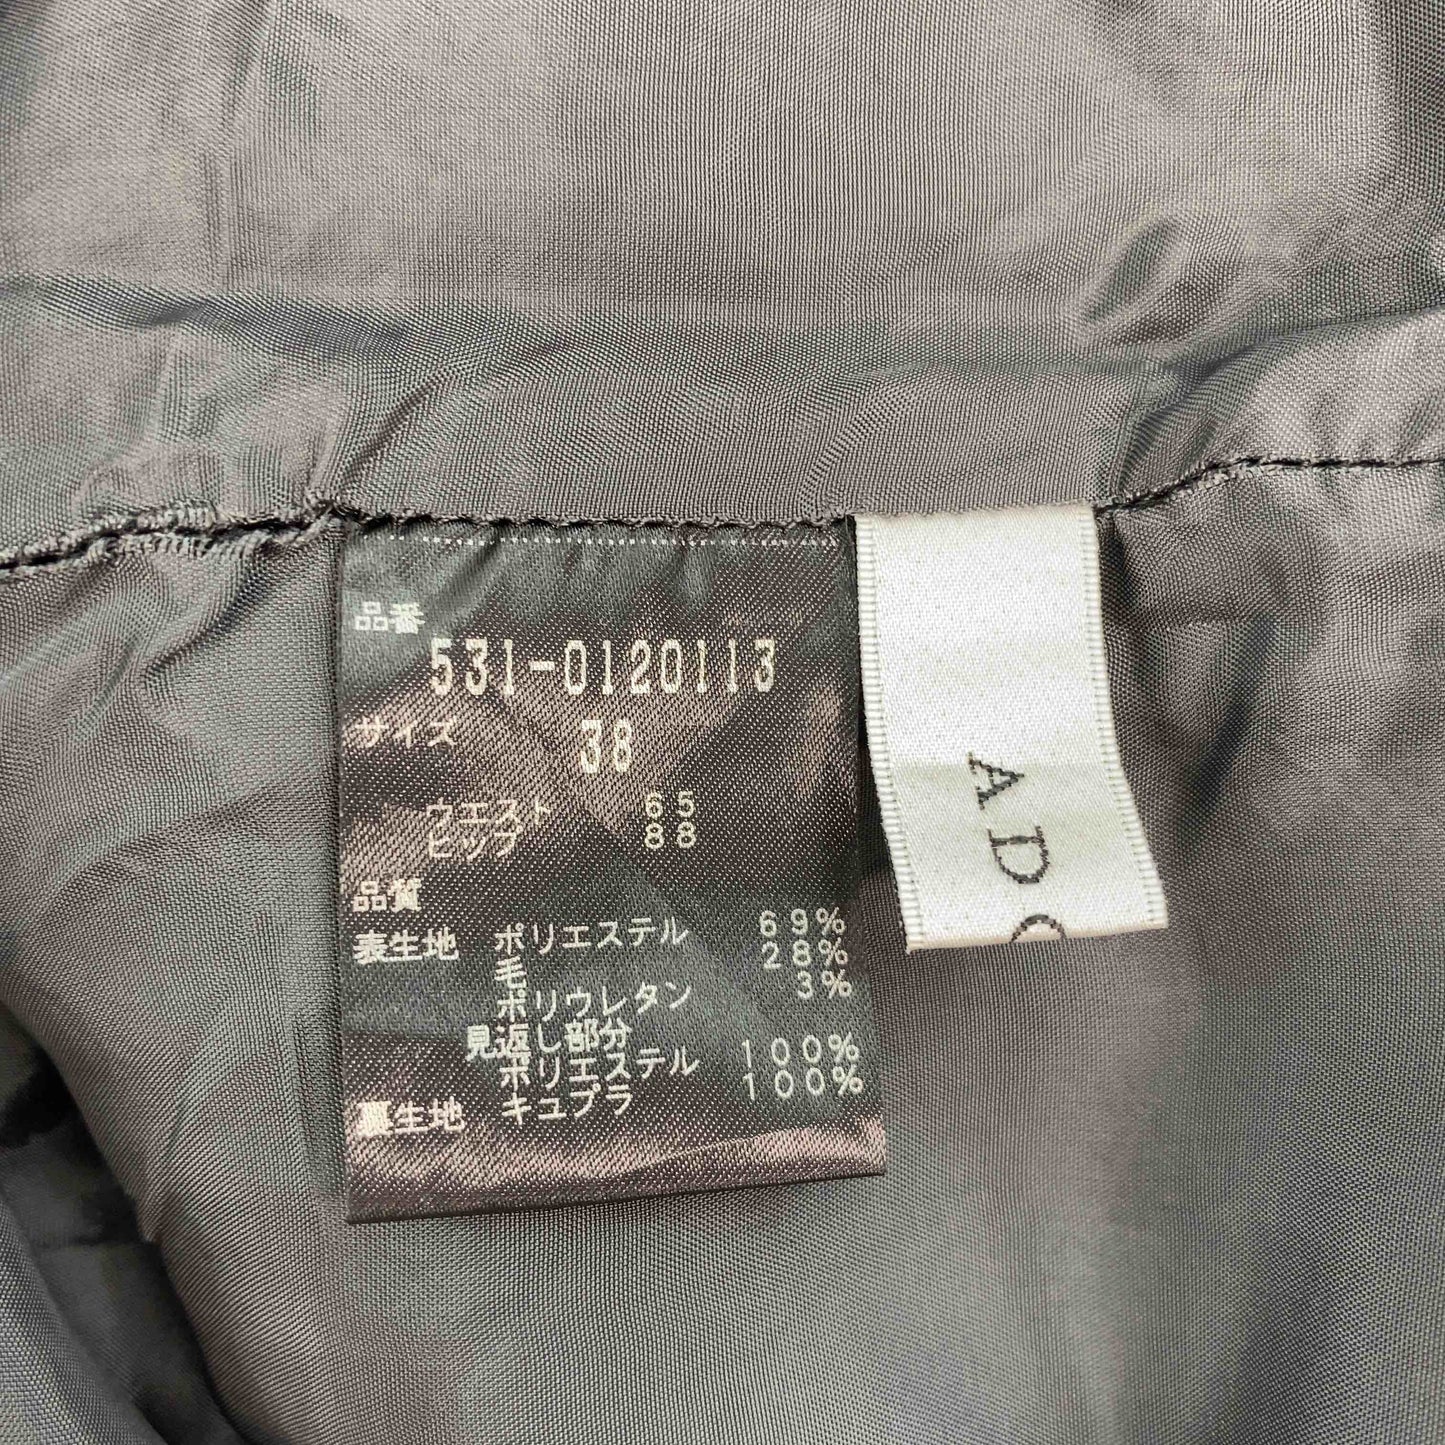 品番
531-0120113
サイズ 38
ウエスト 65
ヒップ 88
品質
表生地 ポリエステル 69%
毛 28%
ポリウレタン 3%
見返し部分
ポリエステル 100%
裏生地 キュプラ 100%
A D